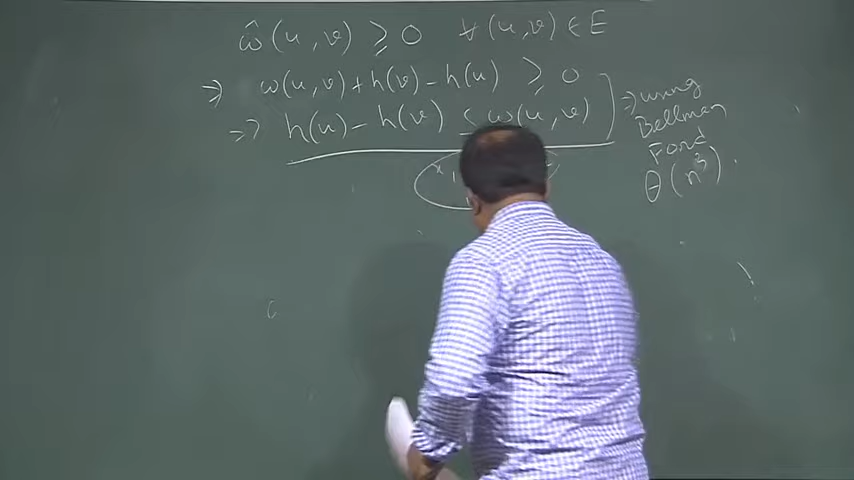 ŵ(u, v) ≥ 0 ∀(u, v) ∈ E
⇒ w(u, v) + h(v) - h(u) ≥ 0
⇒ h(u) - h(v) ≤ w(u, v)
⇒ using
Bellman
Ford
θ(n³).